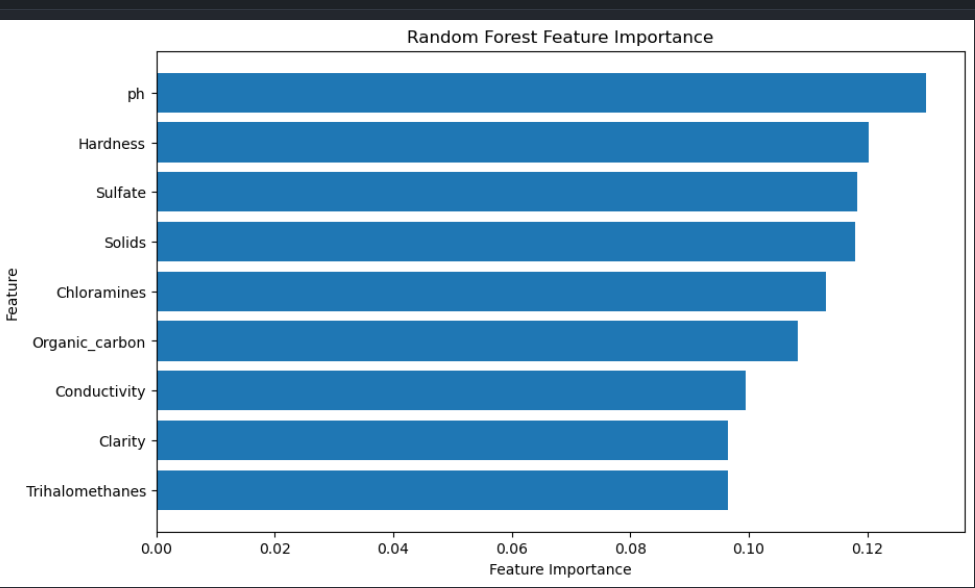 Random Forest Feature Importance
ph
Hardness
Sulfate
Solids
Chloramines
Organic_carbon
Conductivity
Clarity
Trihalomethanes
Feature
0.00 0.02 0.04 0.06 0.08 0.10 0.12
Feature Importance